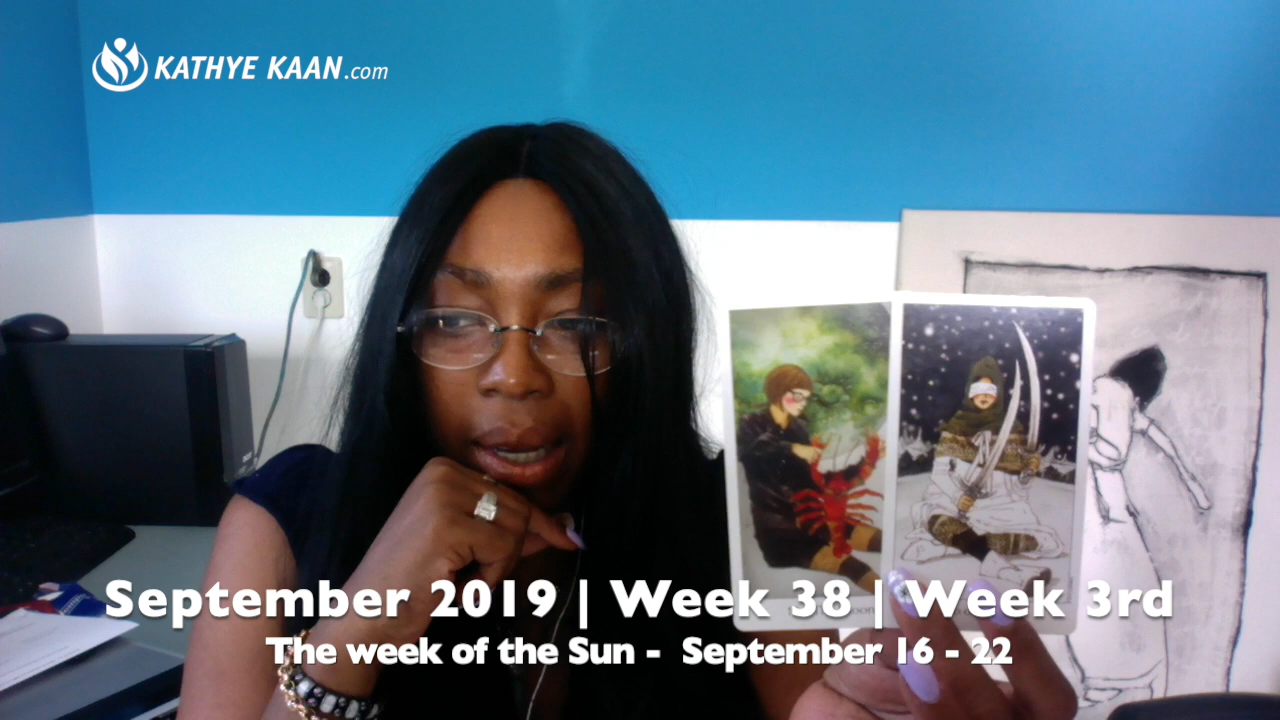 KATHYE KAAN.com
September 2019 | Week 38 | Week 3rd
The week of the Sun - September 16 - 22